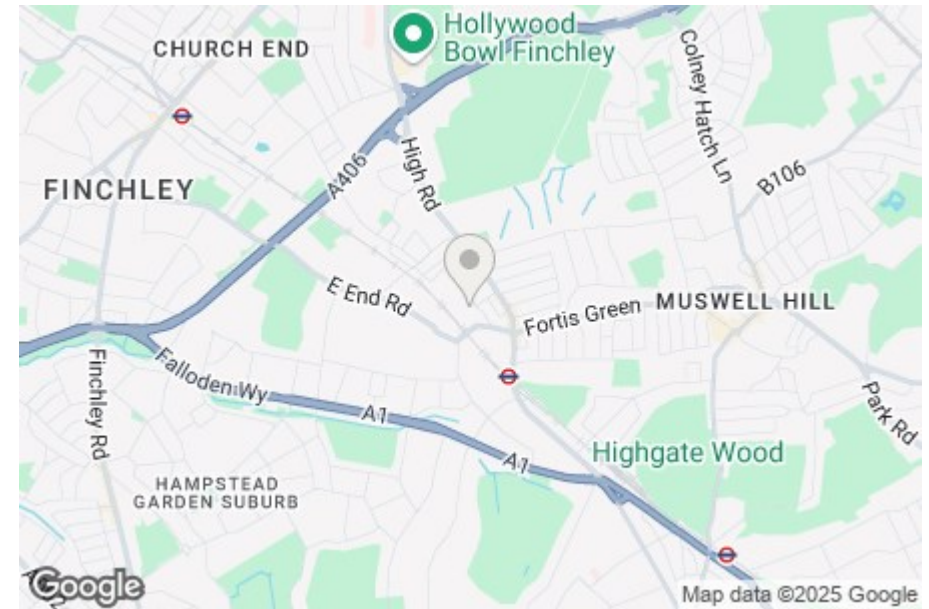 Hollywood
Bowl Finchley
CHURCH END
Colney Hatch Ln
A406
High Rd
B106
FINCHLEY
E End Rd
Fortis Green
MUSWELL HILL
Finchley Rd
Falloden Wy
A1
Park Rd
A1
Highgate Wood
HAMPSTEAD
GARDEN SUBURB
Google
Map data ©2025 Google